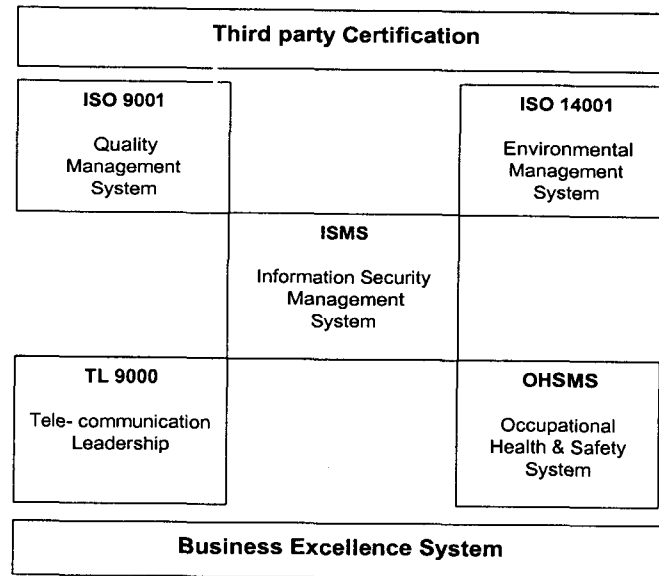 Third party Certification
ISO 9001
Quality
Management
System
ISO 14001
Environmental
Management
System
ISMS
Information Security
Management
System
TL 9000
Tele- communication
Leadership
OHSMS
Occupational
Health & Safety
System
Business Excellence System